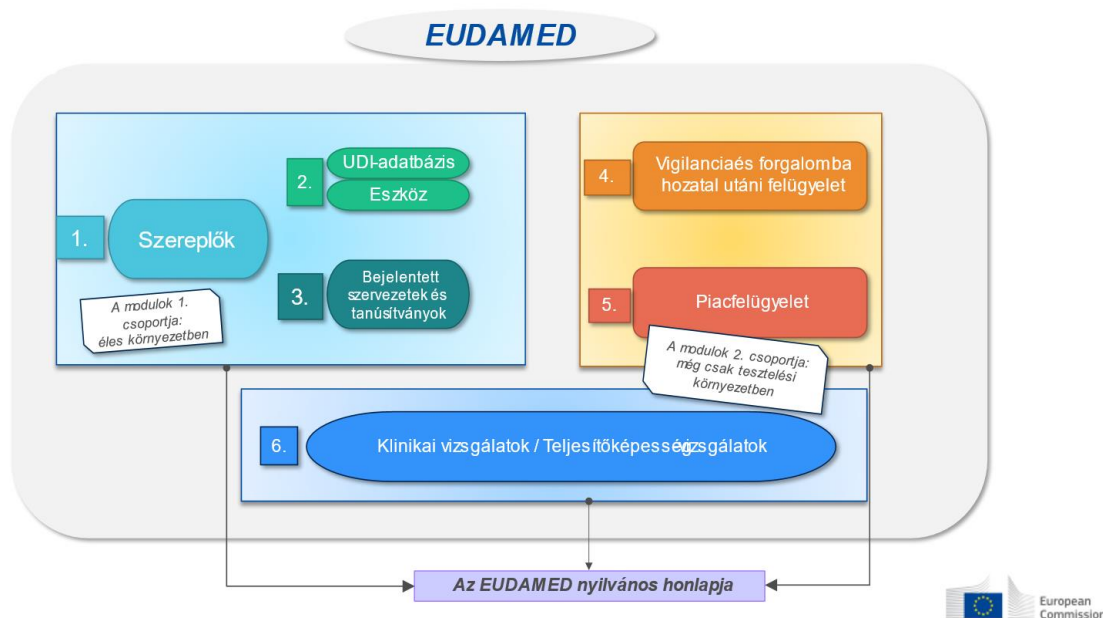 EUDAMED
1.
Szereplők
2.
UDI-adatbázis
Eszköz
3.
Bejelentett
szervezetek és
tanúsítványok
A modulok 1.
csoportja:
éles környezetben
4.
Vigilanciaés forgalomba
hozatal utáni felügyelet
5.
Piacfelügyelet
A modulok 2. csoportja:
még csak tesztelési
környezetben
6.
Klinikai vizsgálatok / Teljesítőképességvizsgálatok
Az EUDAMED nyilvános honlapja
European
Commission